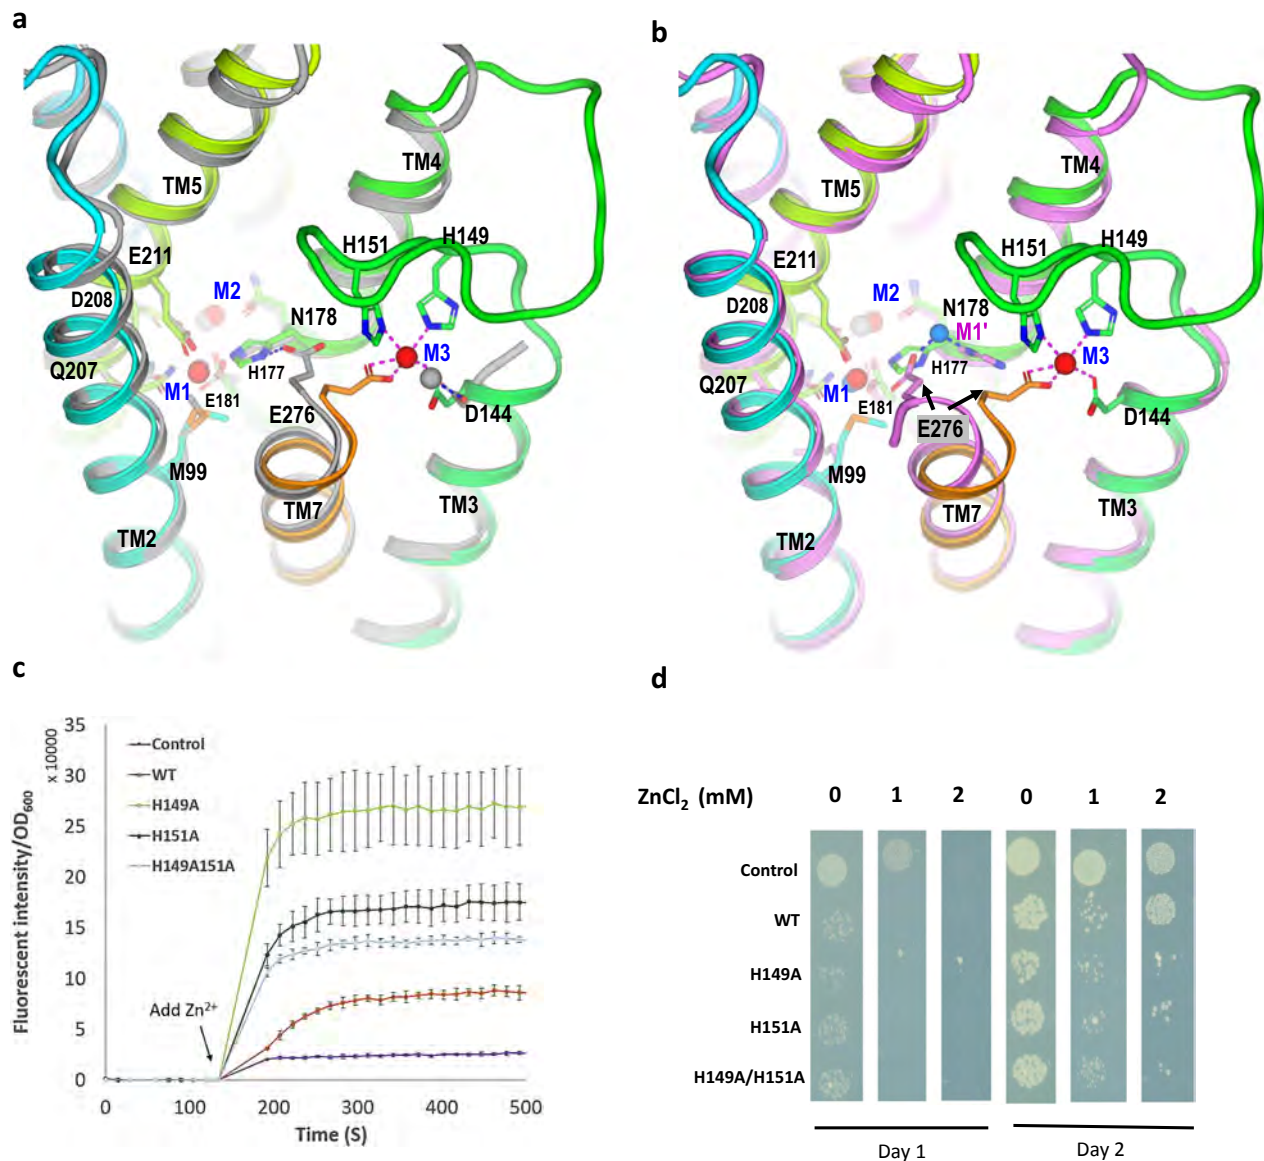 a
TM4
TM5
H151
H149
E211
D208
M2
N178
M3
Q207
M1
H177
E181
D144
E276
M99
TM7
TM3
TM2
b
TM4
TM5
H151
H149
E211
D208
M2
N178
M1'
M3
Q207
H177
M1
E181
D144
E276
M99
TM7
TM3
TM2
c
35
30
25
20
15
10
5
0
x 10000
Fluorescent intensity/OD600
Control
WT
H149A
H151A
H149A151A
Add Zn2+
0 100 200 300 400 500
Time (S)
d
ZnCl2 (mM) 0 1 2 0 1 2
Control
WT
H149A
H151A
H149A/H151A
Day 1 Day 2